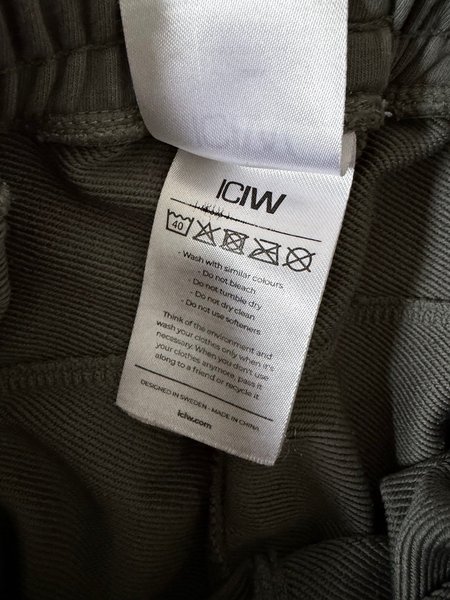 ICIW
40
- Wash with similar colours
- Do not bleach
- Do not tumble dry
- Do not dry clean
- Do not use softeners
Think of the environment and
wash your clothes only when it's
necessary. When you don't use
your clothes anymore, pass it
along to a friend or recycle it.
DESIGNED IN SWEDEN - MADE IN CHINA
iciw.com